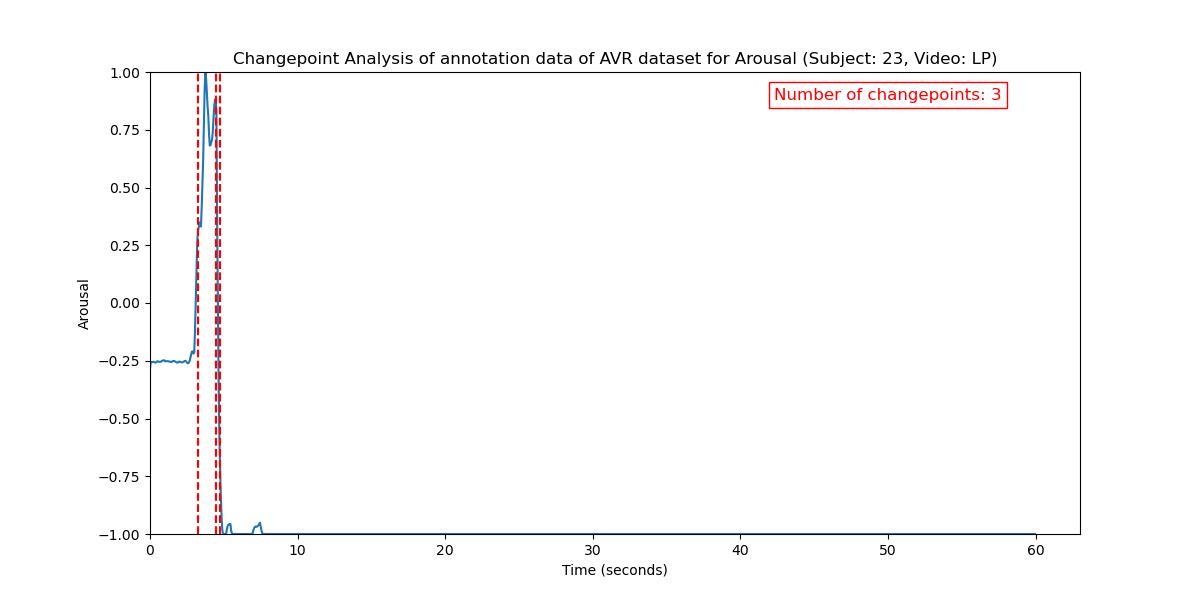 Changepoint Analysis of annotation data of AVR dataset for Arousal (Subject: 23, Video: LP)
Number of changepoints: 3
1.00
0.75
0.50
0.25
0.00
−0.25
−0.50
−0.75
−1.00
Arousal
0 10 20 30 40 50 60
Time (seconds)